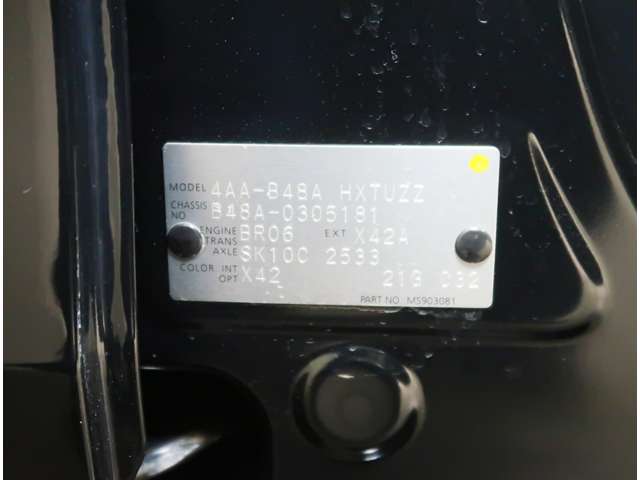 MODEL 4AA-B48A HXTUZZ
CHASSIS NO B48A-0305181
ENGINE BR06 EXT X42A
TRANS AXLE SK10C 2533
COLOR INT OPT X42 21G 032
PART NO. MS903081